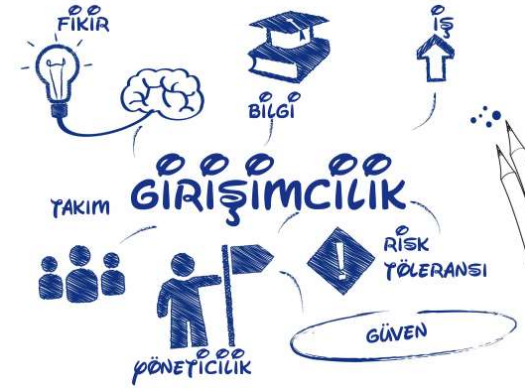 FİKİR
BİLGİ
İŞ
TAKIM
GİRİŞİMCİLİK
RİSK
TÖLERANSI
GÜVEN
YÖNETİCİLİK